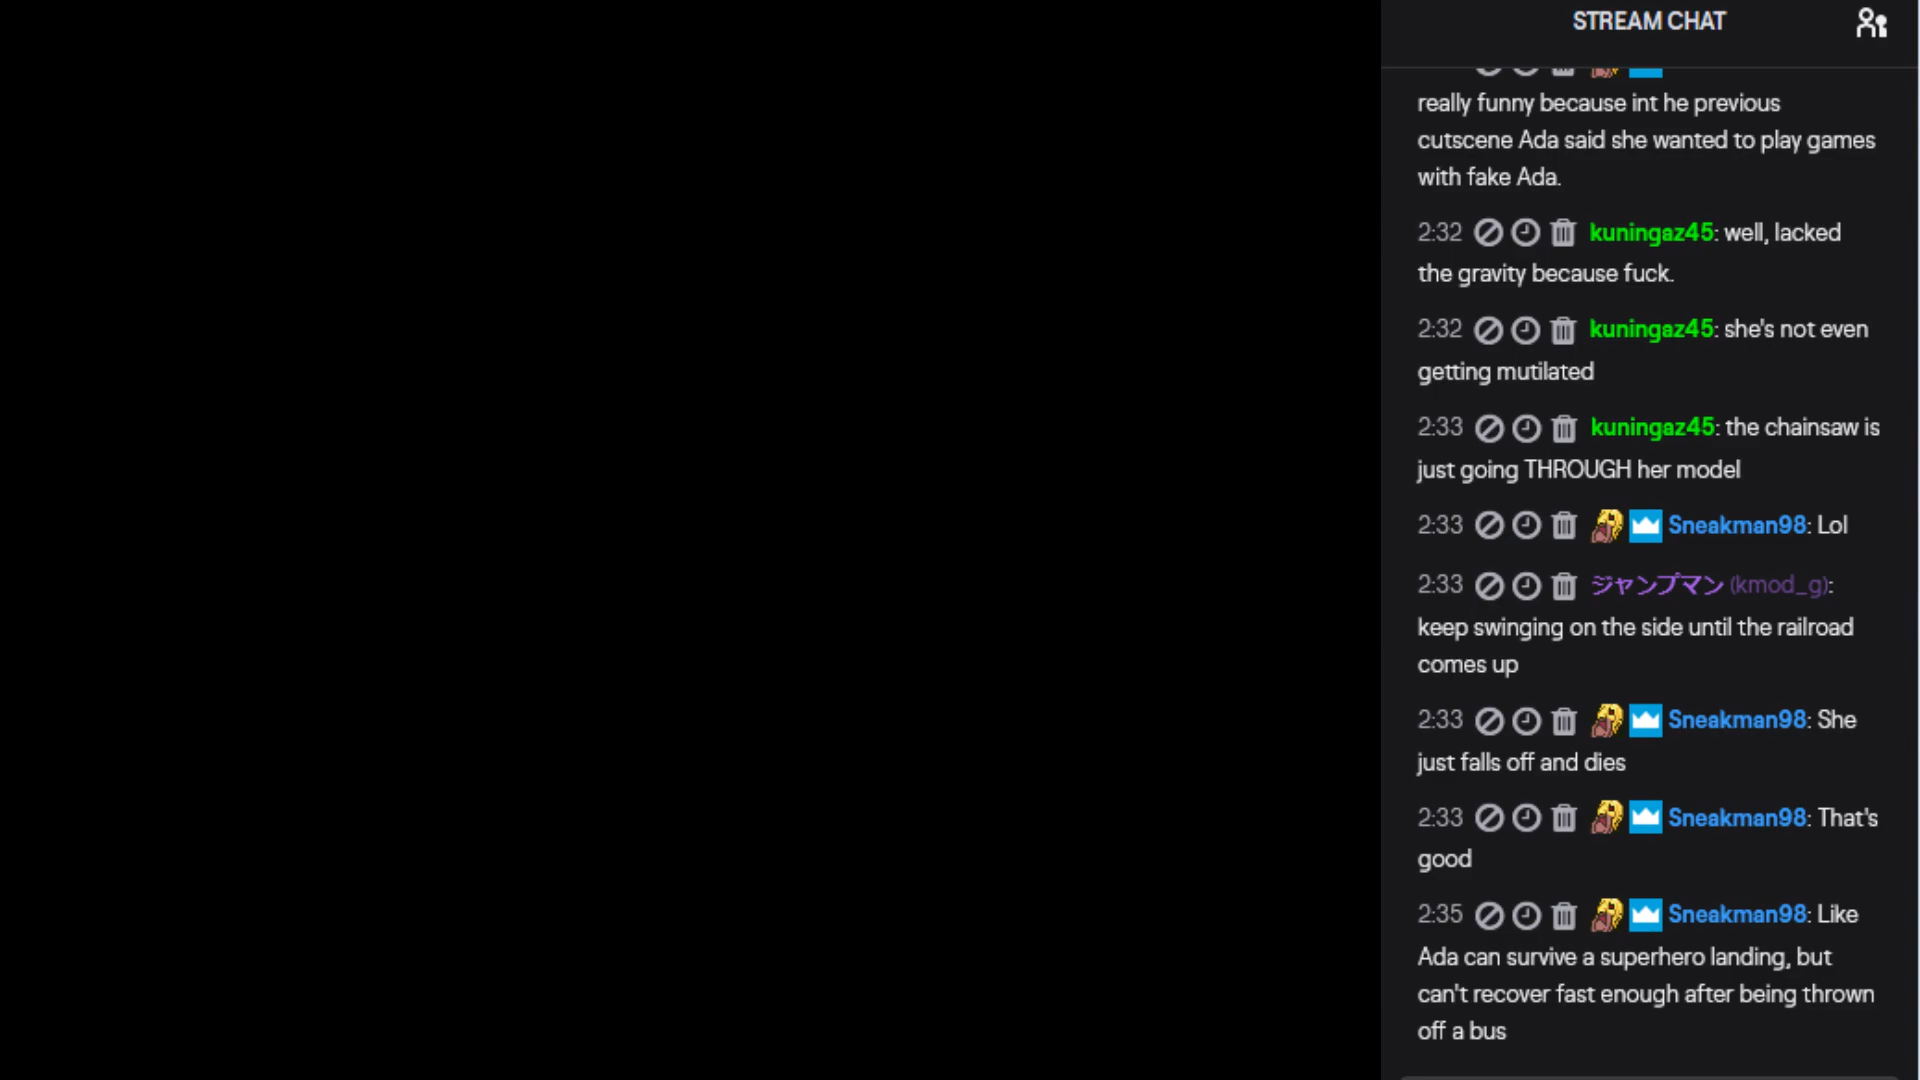 STREAM CHAT
really funny because int he previous
cutscene Ada said she wanted to play games
with fake Ada.
2:32 kuningaz45: well, lacked
the gravity because fuck.
2:32 kuningaz45: she's not even
getting mutilated
2:33 kuningaz45: the chainsaw is
just going THROUGH her model
2:33 Sneakman98: Lol
2:33 ジャンプマン (kmod_g):
keep swinging on the side until the railroad
comes up
2:33 Sneakman98: She
just falls off and dies
2:33 Sneakman98: That's
good
2:35 Sneakman98: Like
Ada can survive a superhero landing, but
can't recover fast enough after being thrown
off a bus